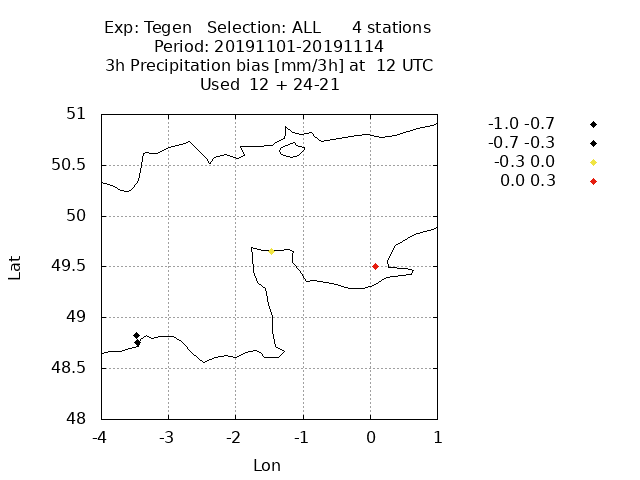 Exp: Tegen   Selection: ALL      4 stations
Period: 20191101-20191114
3h Precipitation bias [mm/3h] at  12 UTC
Used  12 + 24-21
-1.0 -0.7
-0.7 -0.3
-0.3 0.0
0.0 0.3
51
50.5
50
49.5
49
48.5
48
Lat
-4 -3 -2 -1 0 1
Lon